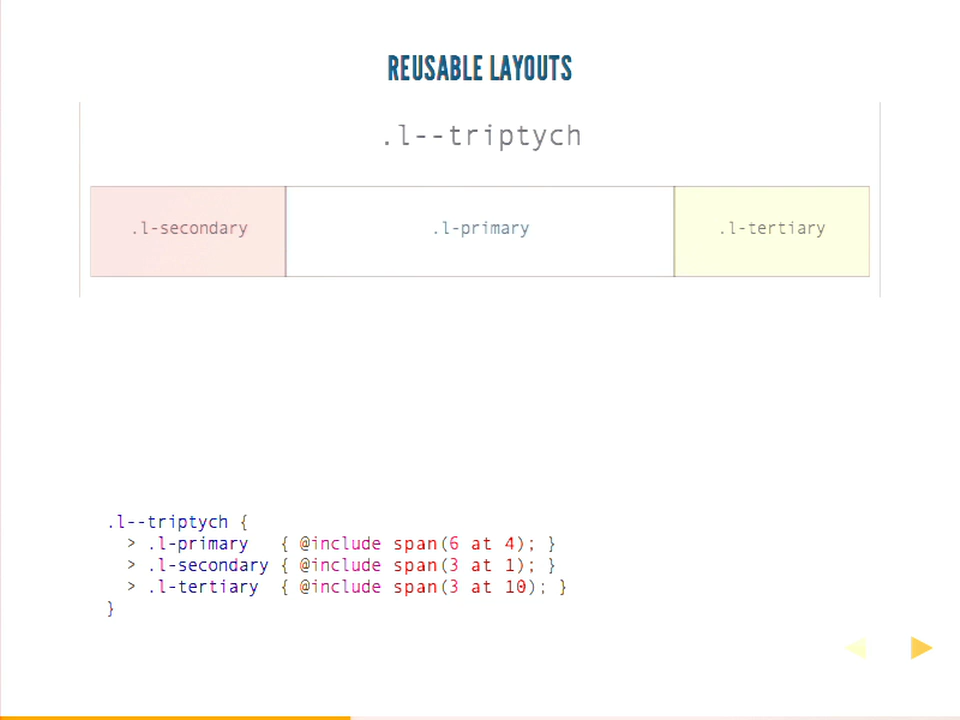 REUSABLE LAYOUTS
.l--triptych
.l-secondary .l-primary .l-tertiary
.l--triptych {
  > .l-primary   { @include span(6 at 4); }
  > .l-secondary { @include span(3 at 1); }
  > .l-tertiary  { @include span(3 at 10); }
}